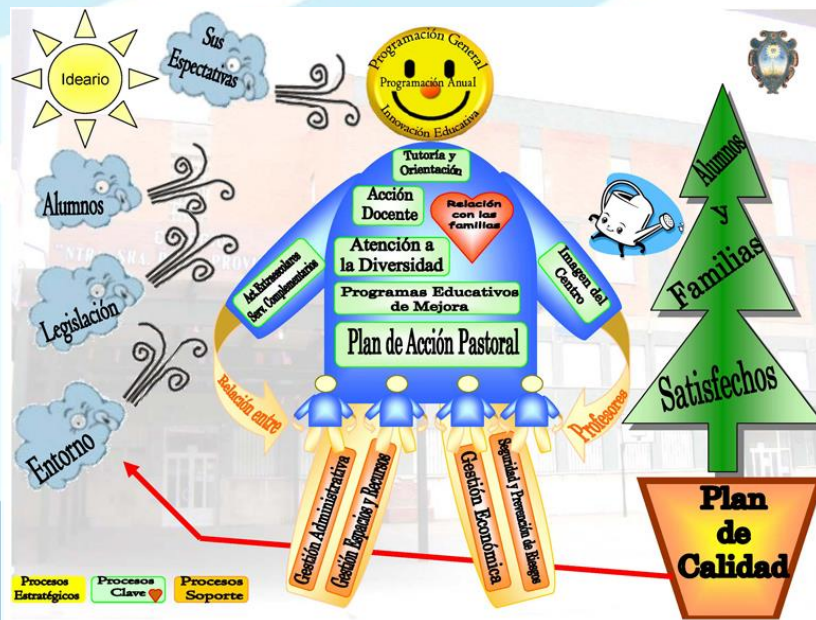 Ideario
Sus
Espectativas
Alumnos
Legislación
Entorno
Programación General
Programación Anual
Innovación Educativa
Tutoría y
Orientación
Acción
Docente
Relación
con las
familias
Atención a
la Diversidad
Programas Educativos
de Mejora
Plan de Acción Pastoral
Act. Extraescolares
Serv. Complementarios
Imagen del
Centro
Relación entre
Profesores
Gestión Administrativa
Gestión Espacios y Recursos
Gestión Económica
Seguridad y Prevención de Riesgos
Alumnos
y
Familias
Satisfechos
Plan
de
Calidad
Procesos
Estratégicos
Procesos
Clave
Procesos
Soporte